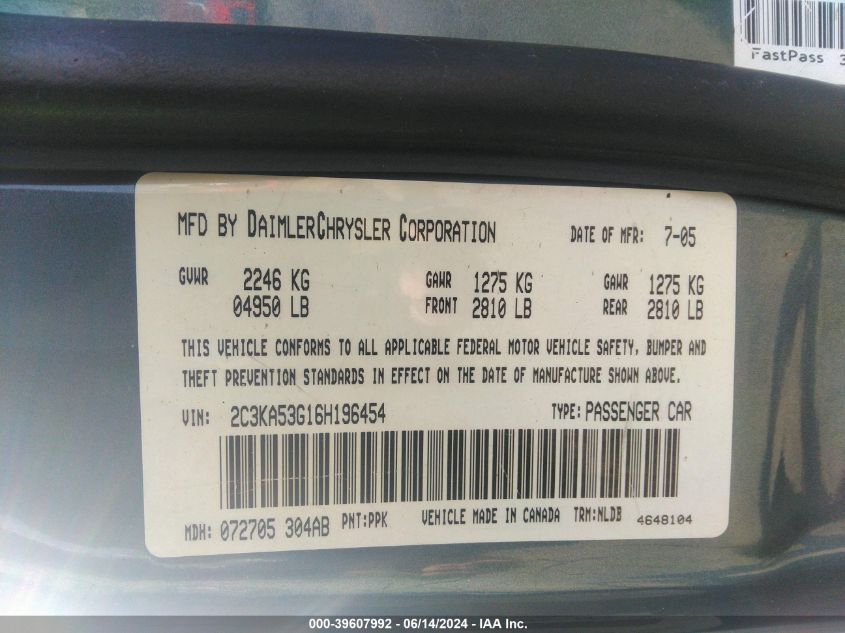 FastPass 3
MFD BY DAIMLERCHRYSLER CORPORATION DATE OF MFR: 7-05
GVWR 2246 KG GAWR 1275 KG GAWR 1275 KG
04950 LB FRONT 2810 LB REAR 2810 LB
THIS VEHICLE CONFORMS TO ALL APPLICABLE FEDERAL MOTOR VEHICLE SAFETY, BUMPER AND
THEFT PREVENTION STANDARDS IN EFFECT ON THE DATE OF MANUFACTURE SHOWN ABOVE.
VIN: 2C3KA53G16H196454 TYPE: PASSENGER CAR
MDH: 072705 304AB PNT:PPK VEHICLE MADE IN CANADA TRM:NLDB 4648104
000-39607992 - 06/14/2024 - IAA Inc.